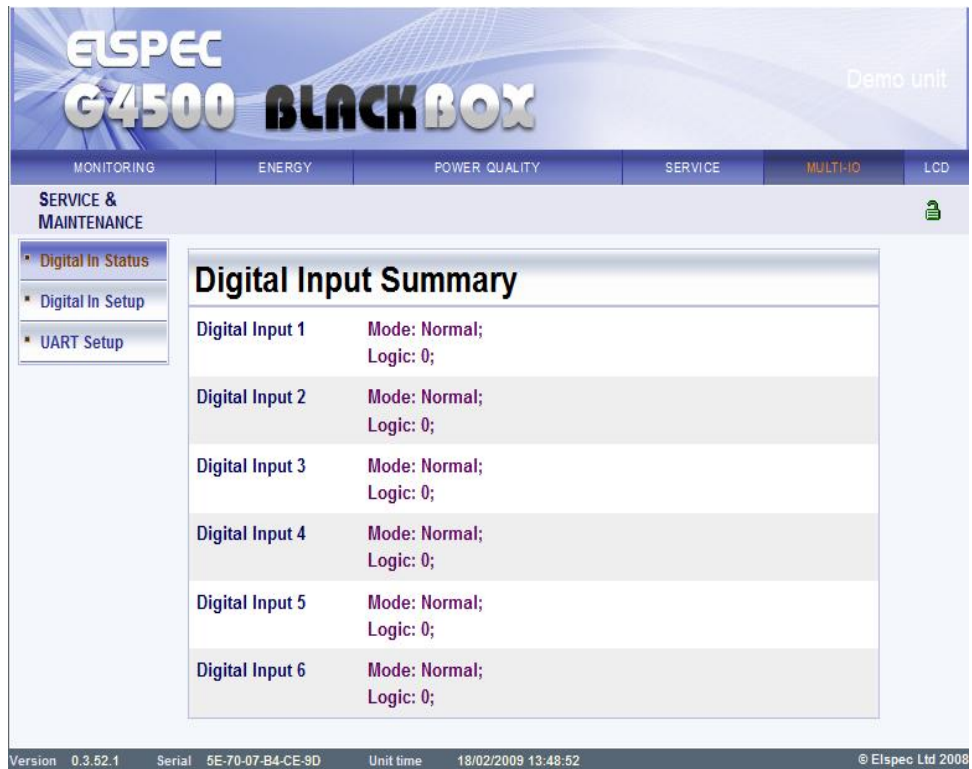 ELSPEC
G4500 BLACKBOX
Demo unit
MONITORING ENERGY POWER QUALITY SERVICE MULTI-IO LCD
SERVICE &
MAINTENANCE
Digital In Status
Digital In Setup
UART Setup
Digital Input Summary
Digital Input 1 Mode: Normal;
Logic: 0;
Digital Input 2 Mode: Normal;
Logic: 0;
Digital Input 3 Mode: Normal;
Logic: 0;
Digital Input 4 Mode: Normal;
Logic: 0;
Digital Input 5 Mode: Normal;
Logic: 0;
Digital Input 6 Mode: Normal;
Logic: 0;
Version 0.3.52.1 Serial 5E-70-07-B4-CE-9D Unit time 18/02/2009 13:48:52 © Elspec Ltd 2008